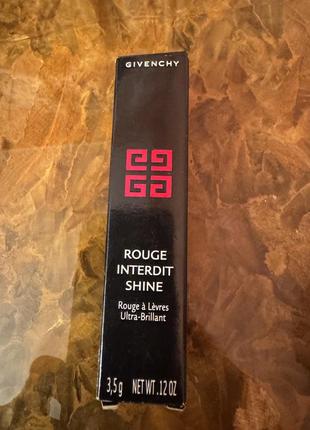 GIVENCHY
ROUGE
INTERDIT
SHINE
Rouge à Lèvres
Ultra-Brillant
3,5 g NET WT .12 OZ